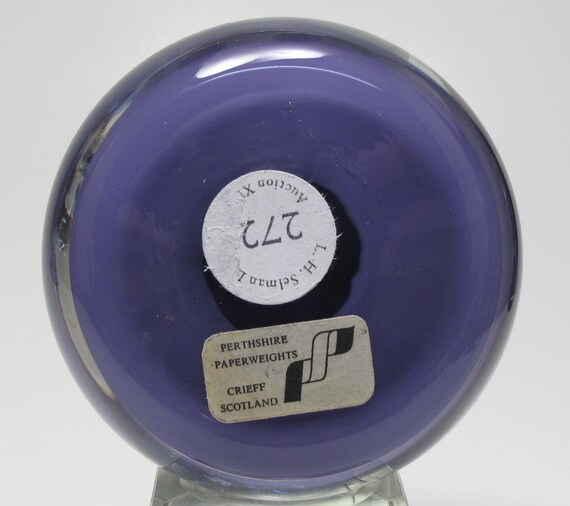 L. H. Selman L
272
Auction XI
PERTHSHIRE
PAPERWEIGHTS
CRIEFF
SCOTLAND